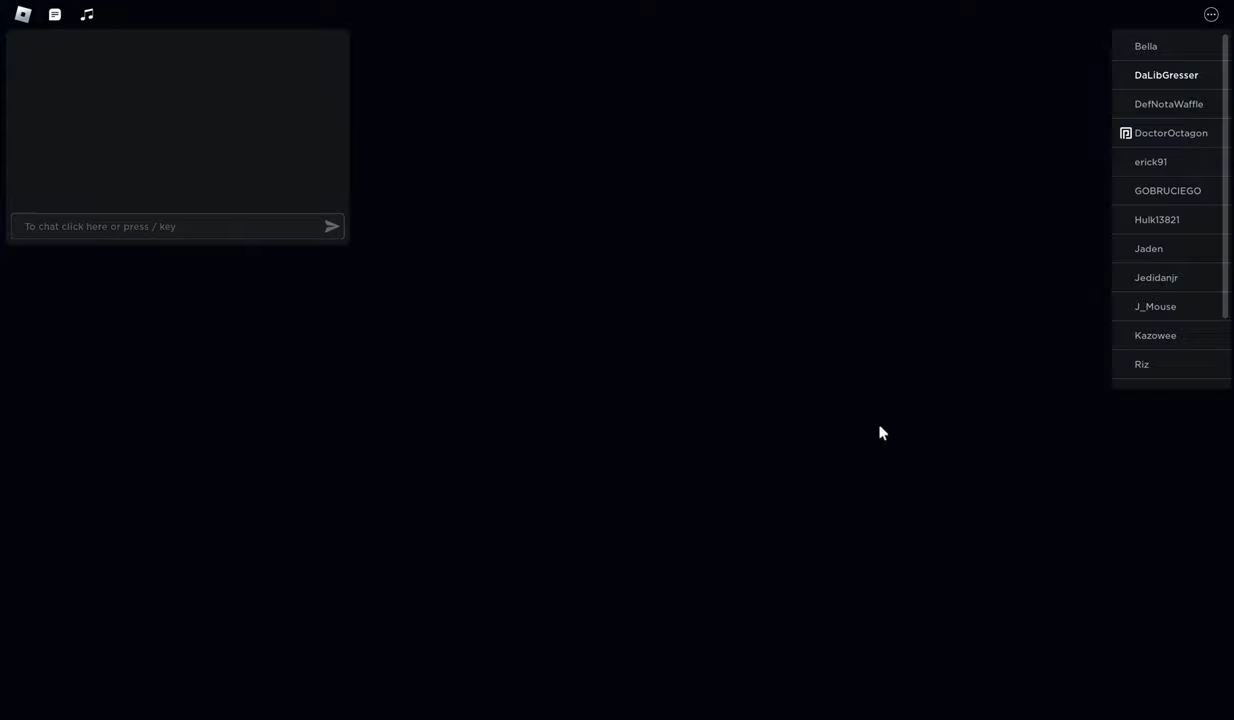 To chat click here or press / key
Bella
DaLibGresser
DefNotaWaffle
DoctorOctagon
erick91
GOBRUCIEGO
Hulk13821
Jaden
Jedidanjr
J_Mouse
Kazowee
Riz